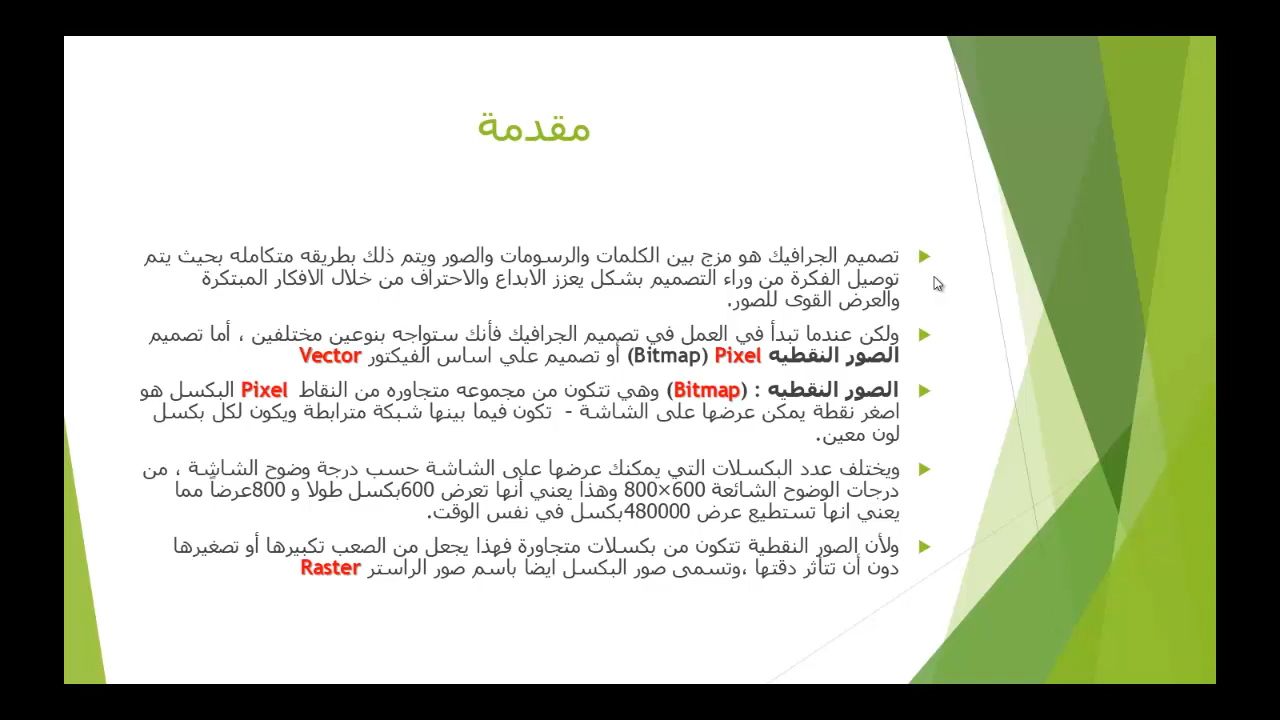 مقدمة
تصميم الجرافيك هو مزج بين الكلمات والرسومات والصور ويتم ذلك بطريقه متكامله بحيث يتم
توصيل الفكرة من وراء التصميم بشكل يعزز الابداع والاحتراف من خلال الافكار المبتكرة
والعرض القوى للصور.
ولكن عندما تبدأ في العمل في تصميم الجرافيك فأنك ستواجه بنوعين مختلفين ، أما تصميم
الصور النقطيه Pixel (Bitmap) أو تصميم علي اساس الفيكتور Vector
الصور النقطيه : (Bitmap) وهي تتكون من مجموعه متجاوره من النقاط Pixel البكسل هو
اصغر نقطة يمكن عرضها على الشاشة - تكون فيما بينها شبكة مترابطة ويكون لكل بكسل
لون معين.
ويختلف عدد البكسلات التي يمكنك عرضها على الشاشة حسب درجة وضوح الشاشة ، من
درجات الوضوح الشائعة 600×800 وهذا يعني أنها تعرض 600بكسل طولا و 800عرضاً مما
يعني انها تستطيع عرض 480000بكسل في نفس الوقت.
ولأن الصور النقطية تتكون من بكسلات متجاورة فهذا يجعل من الصعب تكبيرها أو تصغيرها
دون أن تتأثر دقتها ،وتسمى صور البكسل ايضا باسم صور الراستر Raster